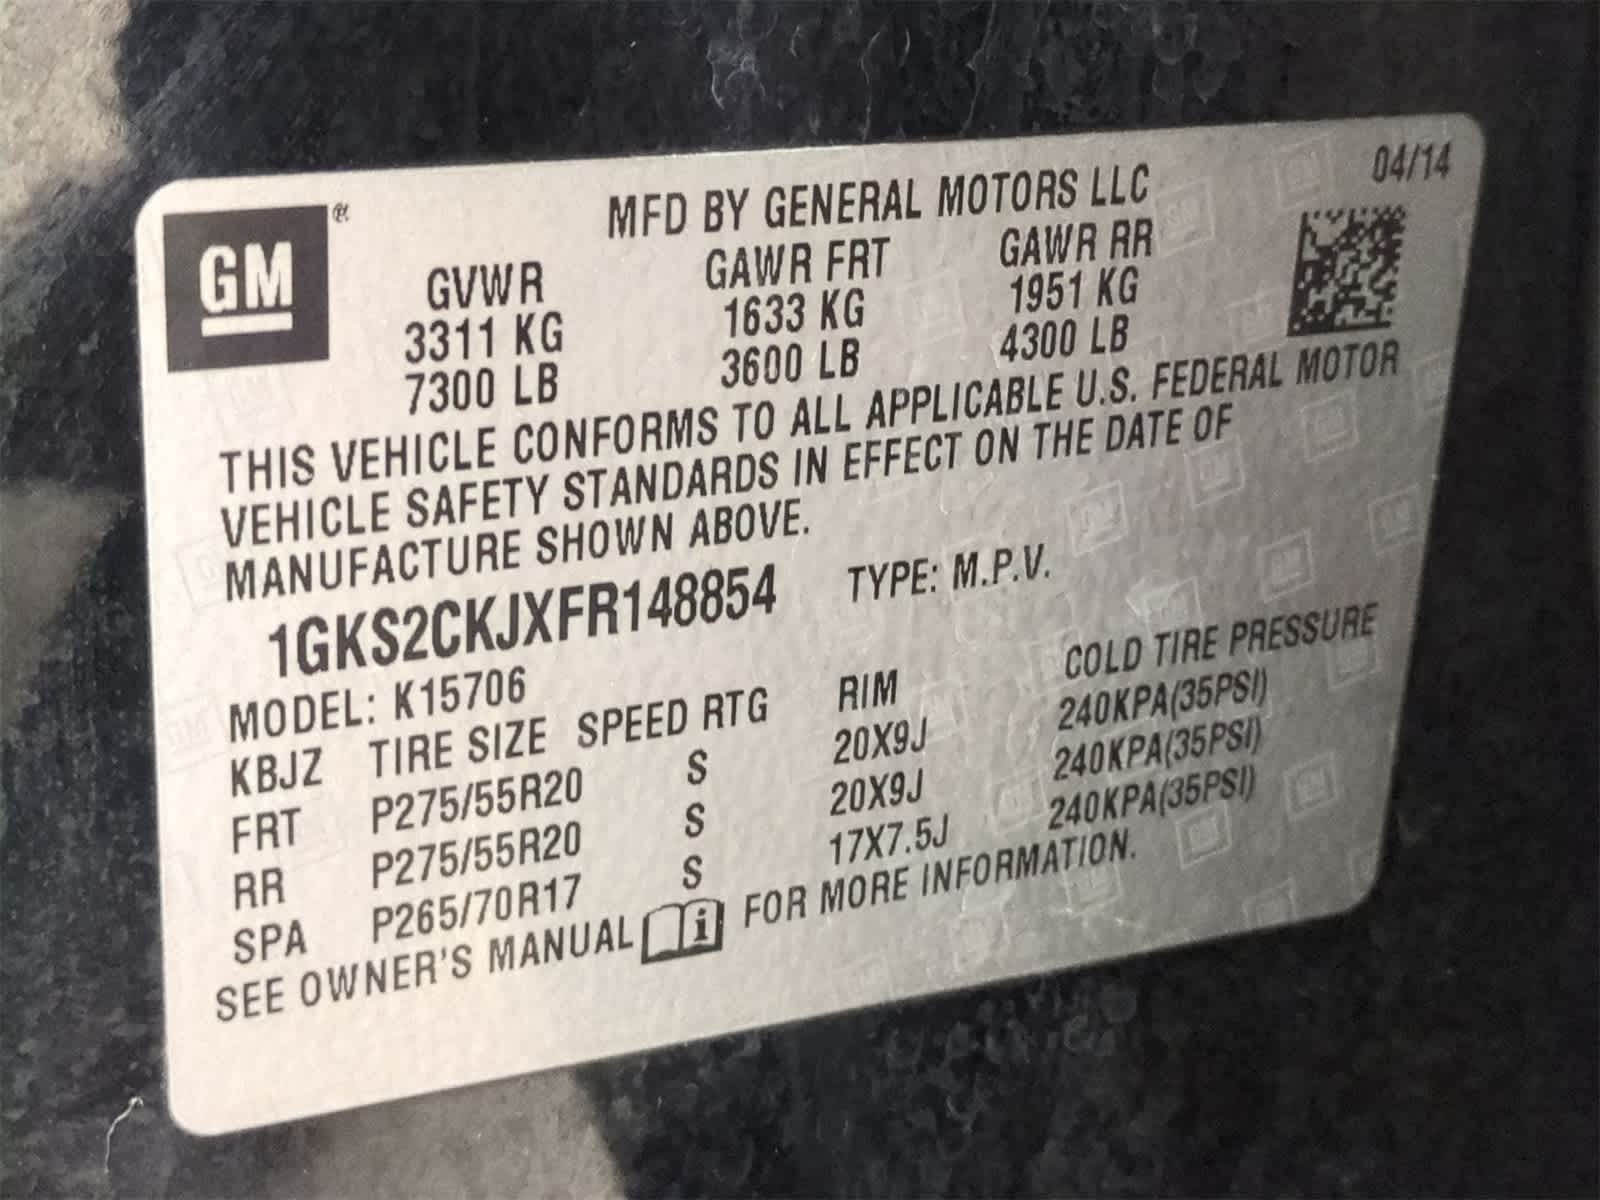 04/14
GM®
MFD BY GENERAL MOTORS LLC
GVWR GAWR FRT GAWR RR
3311 KG 1633 KG 1951 KG
7300 LB 3600 LB 4300 LB
THIS VEHICLE CONFORMS TO ALL APPLICABLE U.S. FEDERAL MOTOR
VEHICLE SAFETY STANDARDS IN EFFECT ON THE DATE OF
MANUFACTURE SHOWN ABOVE.
1GKS2CKJXFR148854 TYPE: M.P.V.
MODEL: K15706
KBJZ TIRE SIZE SPEED RTG RIM COLD TIRE PRESSURE
FRT P275/55R20 S 20X9J 240KPA(35PSI)
RR P275/55R20 S 20X9J 240KPA(35PSI)
SPA P265/70R17 S 17X7.5J 240KPA(35PSI)
SEE OWNER'S MANUAL i FOR MORE INFORMATION.